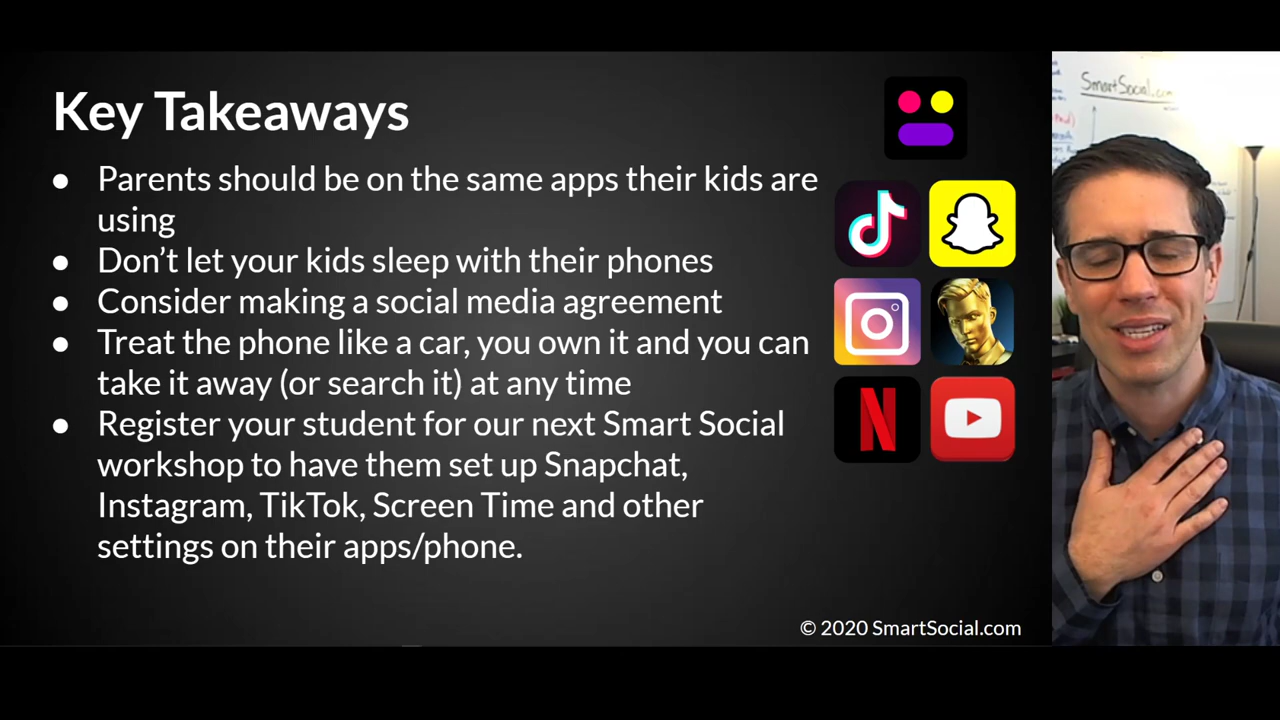 Key Takeaways
● Parents should be on the same apps their kids are
using
● Don’t let your kids sleep with their phones
● Consider making a social media agreement
● Treat the phone like a car, you own it and you can
take it away (or search it) at any time
● Register your student for our next Smart Social
workshop to have them set up Snapchat,
Instagram, TikTok, Screen Time and other
settings on their apps/phone.
© 2020 SmartSocial.com
SmartSocial.com